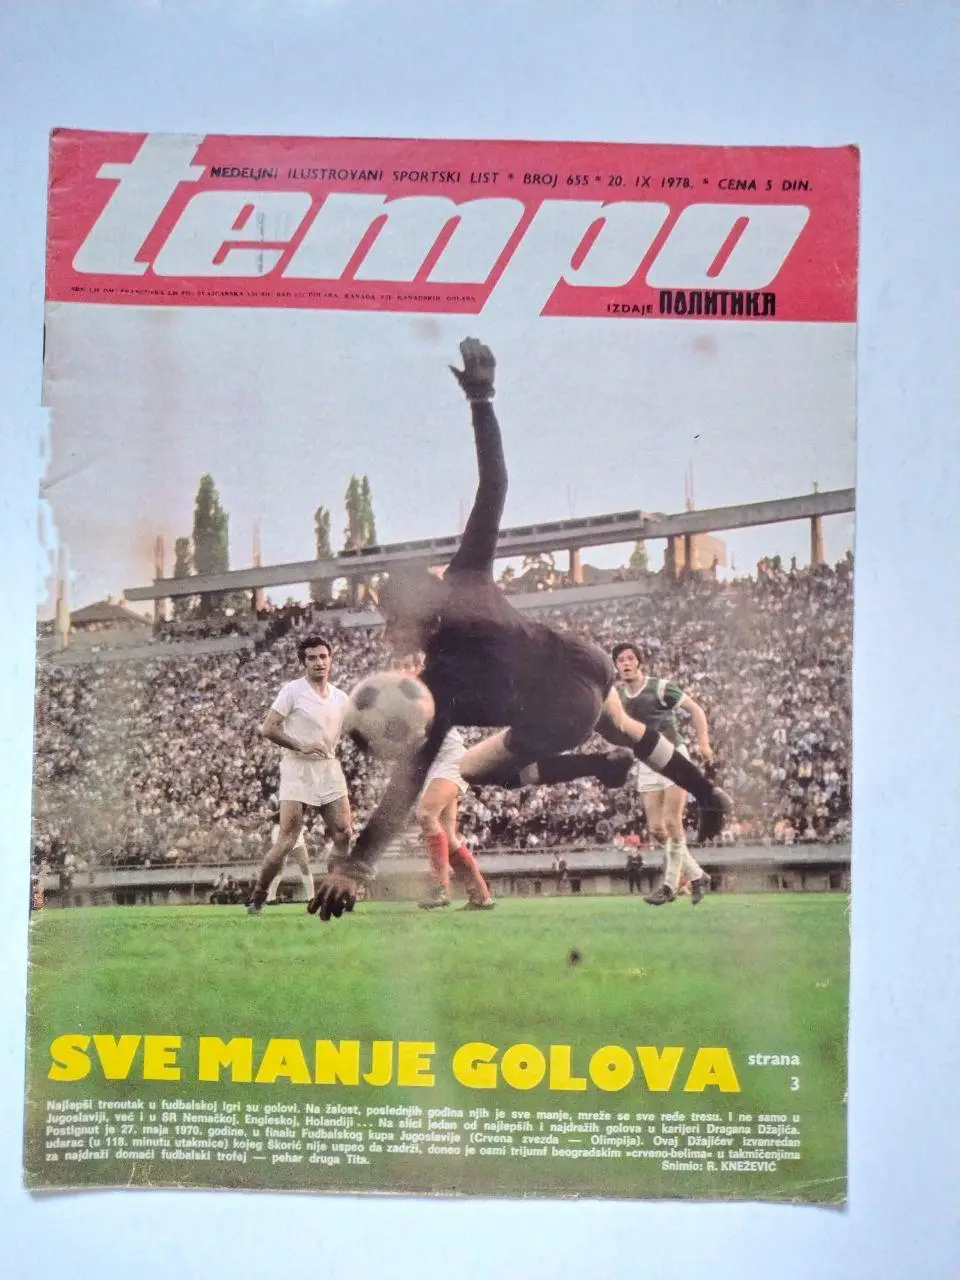 tempo
NEDELJNI ILUSTROVANI SPORTSKI LIST * BROJ 655 * 20. IX 1978. * CENA 5 DIN.
IZDAJE ПОЛИТИКА
SVE MANJE GOLOVA
strana
3
Najlepši trenutak u fudbalskoj igri su golovi. Na žalost, poslednjih godina njih je sve manje, mreže se sve ređe tresu. I ne samo u
Jugoslaviji, već i u SR Nemačkoj, Engleskoj, Holandiji ... Na slici jedan od najlepših i najdražih golova u karijeri Dragana Džajića.
Postignut je 27. maja 1970. godine, u finalu Fudbalskog kupa Jugoslavije (Crvena zvezda — Olimpija). Ovaj Džajićev izvanredan
udarac (u 118. minutu utakmice) kojeg Škorić nije uspeo da zadrži, doneo je osmi trijumf beogradskim »crveno-belima« u takmičenjima
za najdraži domaći fudbalski trofej — pehar druga Tita.
Snimio: R. KNEŽEVIĆ